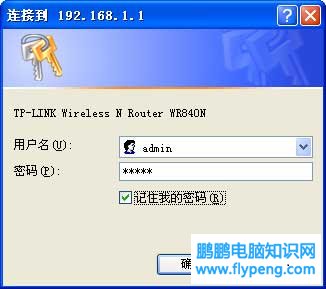 连接到 192.168.1.1
TP-LINK Wireless N Router WR840N
用户名(U):
admin
密码(P):
*****
记住我的密码(R)
确
鹏鹏电脑知识网
www.flypeng.com